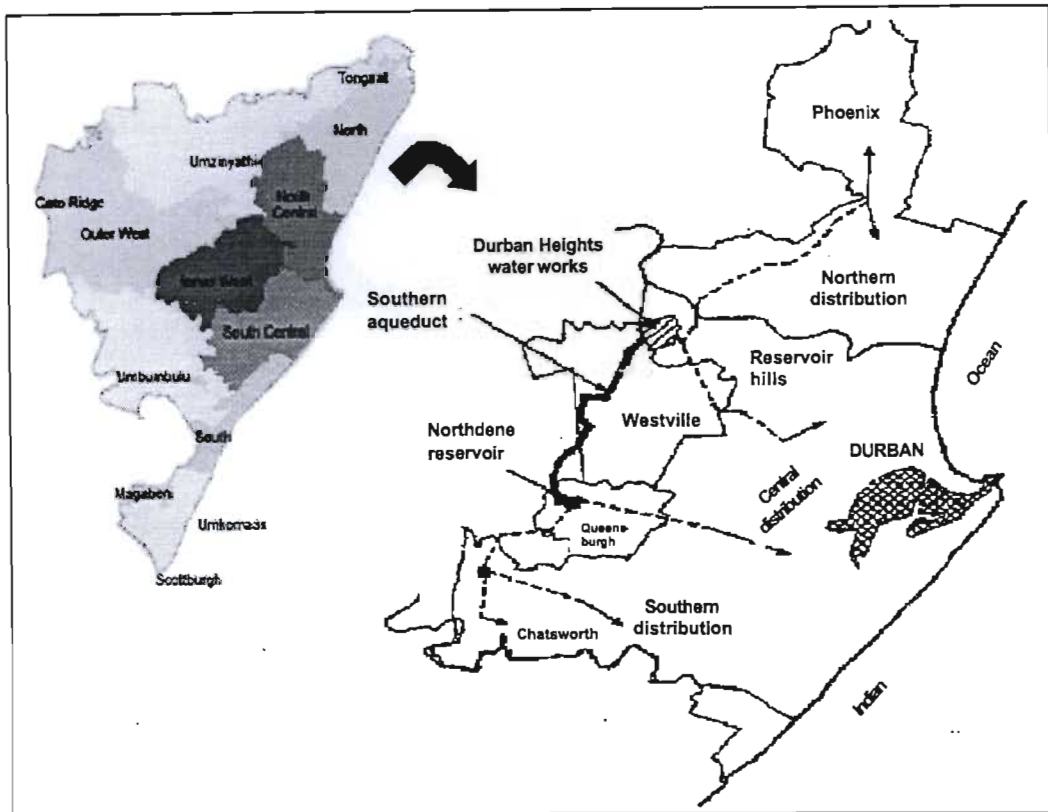 Tongaat
North
Umzinyathi
North
Central
Cato Ridge
Outer West
Inner West
South Central
Umbumbulu
South
Magabeni
Umkomaas
Scottburgh
Phoenix
Durban Heights
water works
Southern
aqueduct
Northern
distribution
Reservoir
hills
Ocean
Westville
Northdene
reservoir
DURBAN
Central
distribution
Queens-
burgh
Southern
distribution
Chatsworth
Indian